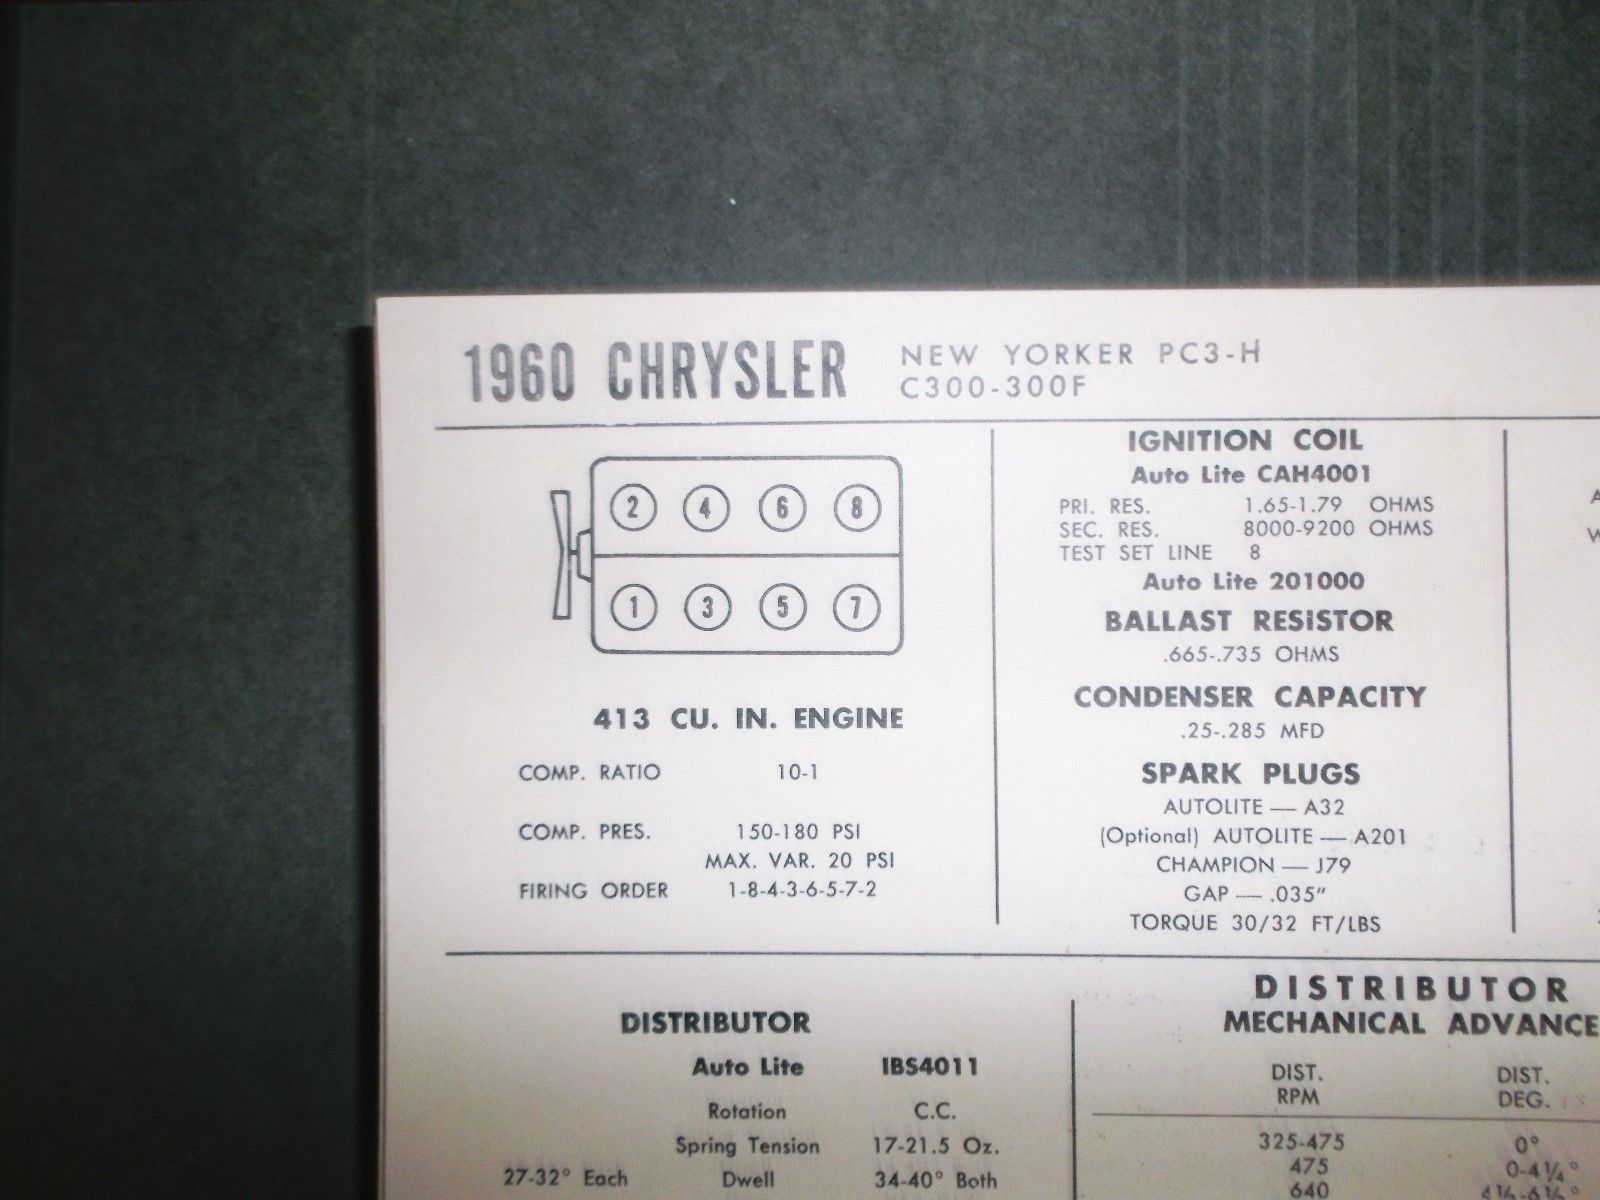 1960 CHRYSLER
NEW YORKER PC3-H
C300-300F
2 4 6 8
1 3 5 7
413 CU. IN. ENGINE
COMP. RATIO 10-1
COMP. PRES. 150-180 PSI
MAX. VAR. 20 PSI
FIRING ORDER 1-8-4-3-6-5-7-2
IGNITION COIL
Auto Lite CAH4001
PRI. RES. 1.65-1.79 OHMS
SEC. RES. 8000-9200 OHMS
TEST SET LINE 8
Auto Lite 201000
BALLAST RESISTOR
.665-.735 OHMS
CONDENSER CAPACITY
.25-.285 MFD
SPARK PLUGS
AUTOLITE — A32
(Optional) AUTOLITE — A201
CHAMPION — J79
GAP — .035"
TORQUE 30/32 FT/LBS
DISTRIBUTOR
Auto Lite IBS4011
Rotation C.C.
Spring Tension 17-21.5 Oz.
27-32° Each Dwell 34-40° Both
DISTRIBUTOR
MECHANICAL ADVANCE
DIST. DIST.
RPM DEG.
325-475 0°
475 0-4¼°
640